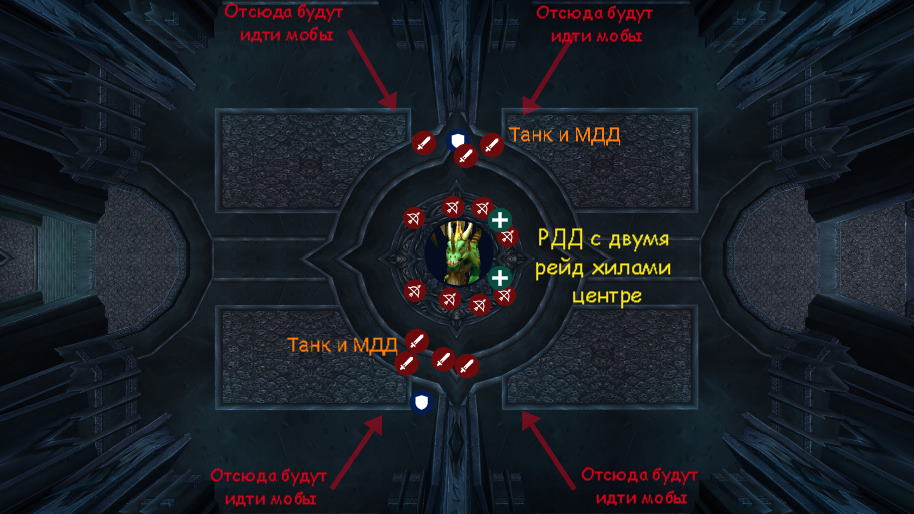 Отсюда будут
идти мобы
Отсюда будут
идти мобы
Танк и МДД
РДД с двумя
рейд хилами
центре
Танк и МДД
Отсюда будут
идти мобы
Отсюда будут
идти мобы